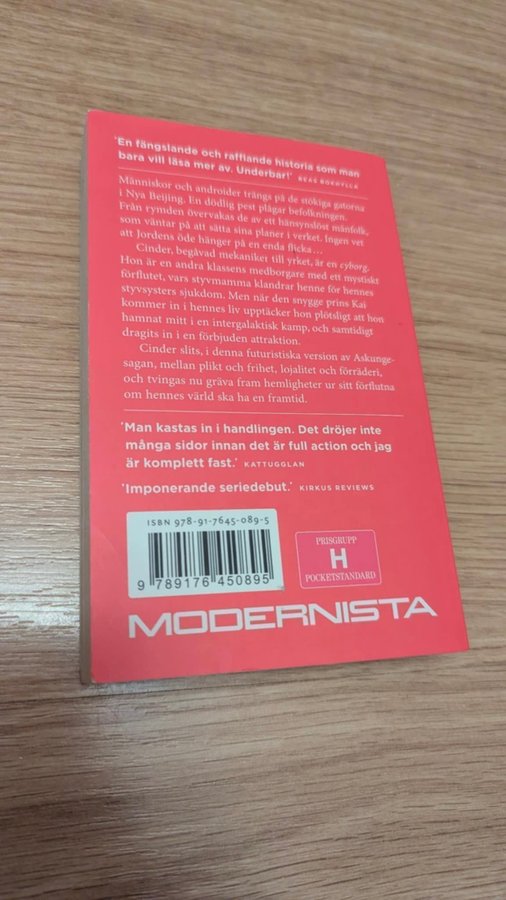 'En fängslande och rafflande historia som man
bara vill läsa mer av. Underbar!' BEAS BOKHYLLA
Människor och androider trängs på de stökiga gatorna
i Nya Beijing. En dödlig pest plågar befolkningen.
Från rymden övervakas de av ett hänsynslöst månfolk,
som väntar på att sätta sina planer i verket. Ingen vet
att Jordens öde hänger på en enda flicka…
Cinder, begåvad mekaniker till yrket, är en cyborg.
Hon är en andra klassens medborgare med ett mystiskt
förflutet, vars styvmamma klandrar henne för hennes
styvsysters sjukdom. Men när den snygge prins Kai
kommer in i hennes liv upptäcker hon plötsligt att hon
hamnat mitt i en intergalaktisk kamp, och samtidigt
dragits in i en förbjuden attraktion.
Cinder slits, i denna futuristiska version av Askunge-
sagan, mellan plikt och frihet, lojalitet och förräderi,
och tvingas nu gräva fram hemligheter ur sitt förflutna
om hennes värld ska ha en framtid.
'Man kastas in i handlingen. Det dröjer inte
många sidor innan det är full action och jag
är komplett fast.' KATTUGGLAN
'Imponerande seriedebut.' KIRKUS REVIEWS
ISBN 978-91-7645-089-5
9 789176 450895
PRISGRUPP
H
POCKETSTANDARD
MODERNISTA